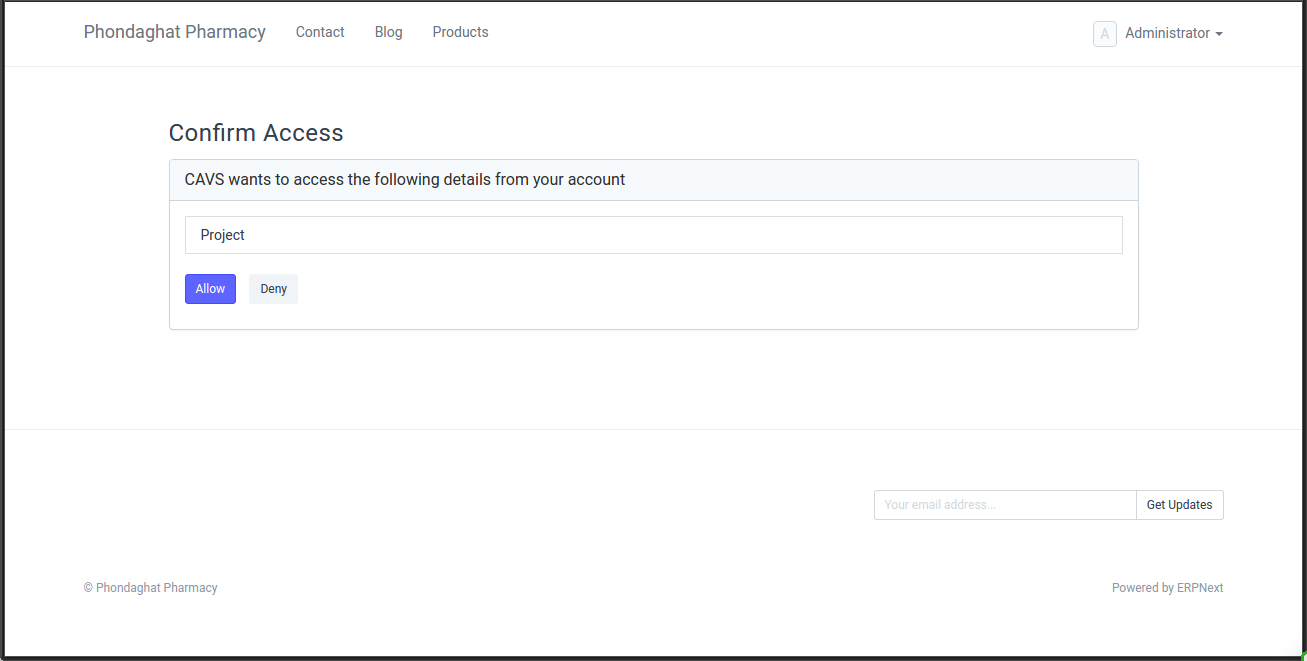 Phondaghat Pharmacy Contact Blog Products A Administrator
Confirm Access
CAVS wants to access the following details from your account
Project
Allow Deny
Your email address... Get Updates
© Phondaghat Pharmacy Powered by ERPNext